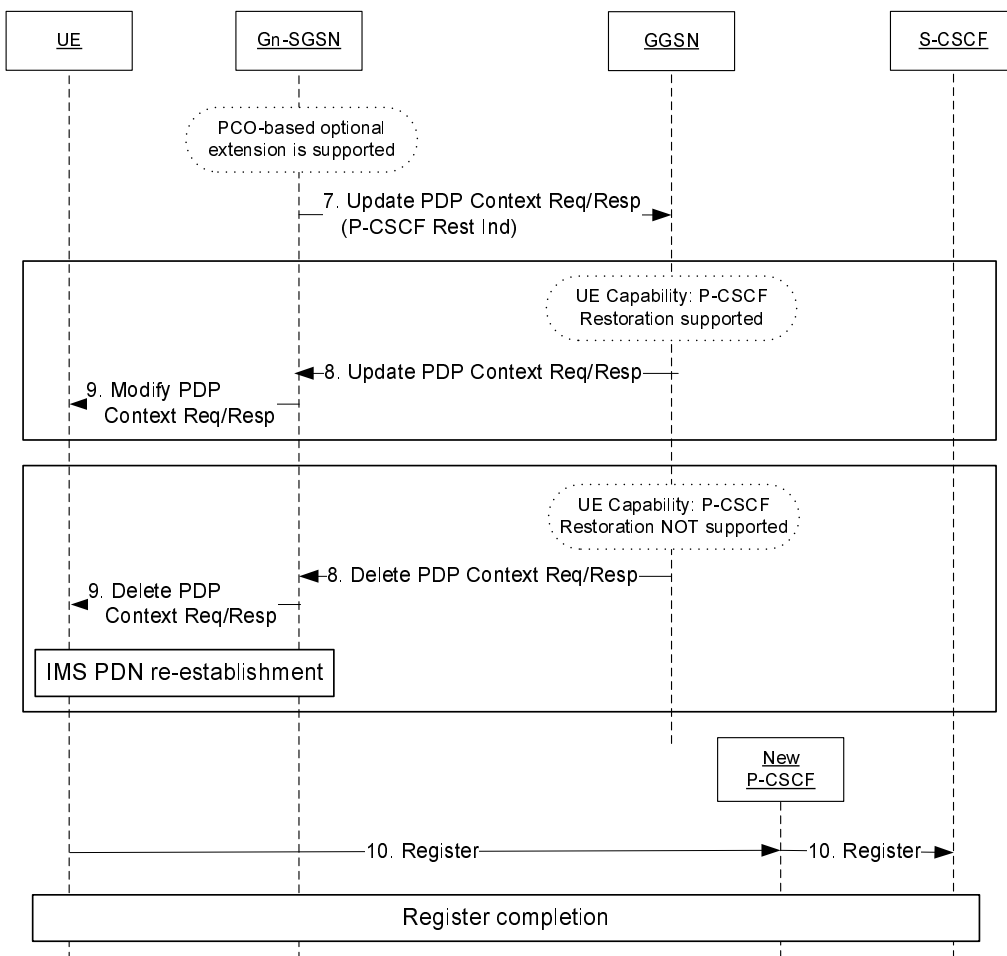 UE
Gn-SGSN
GGSN
S-CSCF
PCO-based optional
extension is supported
7. Update PDP Context Req/Resp
(P-CSCF Rest Ind)
UE Capability: P-CSCF
Restoration supported
8. Update PDP Context Req/Resp
9. Modify PDP
Context Req/Resp
UE Capability: P-CSCF
Restoration NOT supported
8. Delete PDP Context Req/Resp
9. Delete PDP
Context Req/Resp
IMS PDN re-establishment
New
P-CSCF
10. Register
10. Register
Register completion